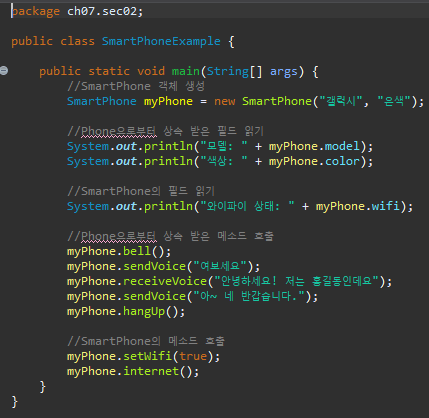 package ch07.sec02;
public class SmartPhoneExample {
public static void main(String[] args) {
//SmartPhone 객체 생성
SmartPhone myPhone = new SmartPhone("갤럭시", "은색");
//Phone으로부터 상속 받은 필드 읽기
System.out.println("모델: " + myPhone.model);
System.out.println("색상: " + myPhone.color);
//SmartPhone의 필드 읽기
System.out.println("와이파이 상태: " + myPhone.wifi);
//Phone으로부터 상속 받은 메소드 호출
myPhone.bell();
myPhone.sendVoice("여보세요");
myPhone.receiveVoice("안녕하세요! 저는 홍길동인데요");
myPhone.sendVoice("아~ 네 반갑습니다.");
myPhone.hangUp();
//SmartPhone의 메소드 호출
myPhone.setWifi(true);
myPhone.internet();
}
}